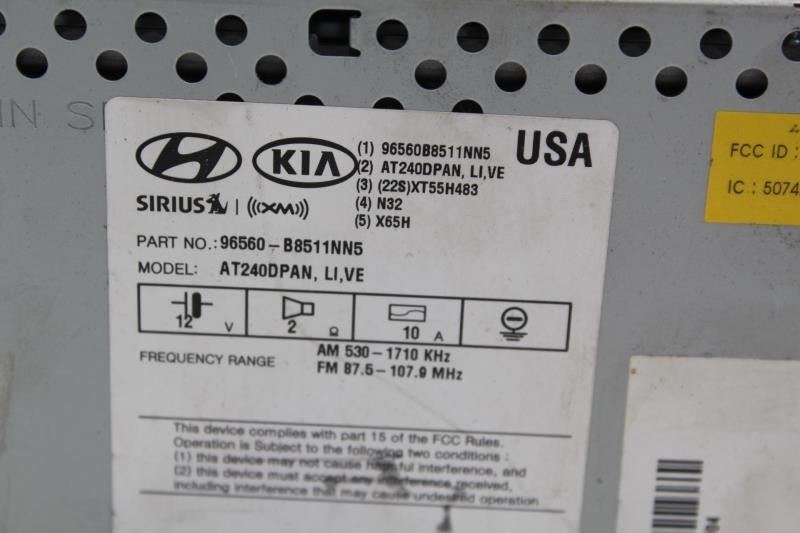 IN
USA
KIA
(1) 96560B8511NN5
(2) AT240DPAN, LI,VE
(3) (22S)XT55H483
(4) N32
(5) X65H
SIRIUS | ((XM))
PART NO.: 96560-B8511NN5
MODEL: AT240DPAN, LI,VE
12 V
2 Ω
10 A
FREQUENCY RANGE
AM 530-1710 KHz
FM 87.5-107.9 MHz
This device complies with part 15 of the FCC Rules.
Operation is Subject to the following two conditions :
(1) this device may not cause harmful interference, and
(2) this device must accept any interference received,
including interference that may cause undesired operation
FCC ID :
IC : 5074
04